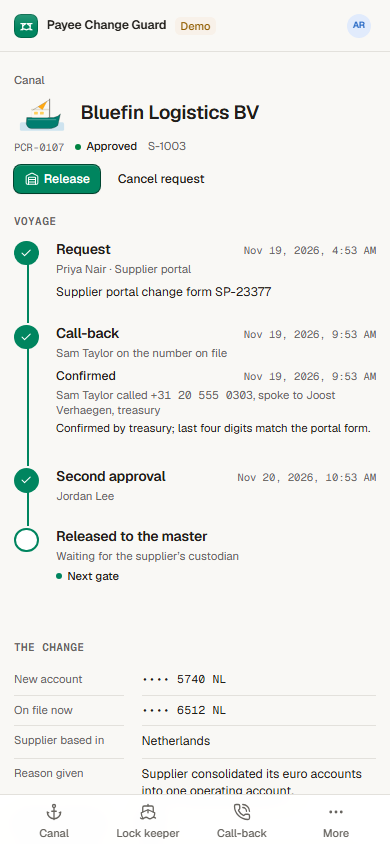 Payee Change Guard Demo AR
Canal
Bluefin Logistics BV
PCR-0107 Approved S-1003
Release Cancel request
VOYAGE
Request Nov 19, 2026, 4:53 AM
Priya Nair · Supplier portal
Supplier portal change form SP-23377
Call-back Nov 19, 2026, 9:53 AM
Sam Taylor on the number on file
Confirmed Nov 19, 2026, 9:53 AM
Sam Taylor called +31 20 555 0303, spoke to Joost
Verhaegen, treasury
Confirmed by treasury; last four digits match the portal form.
Second approval Nov 20, 2026, 10:53 AM
Jordan Lee
Released to the master
Waiting for the supplier's custodian
Next gate
THE CHANGE
New account •••• 5740 NL
On file now •••• 6512 NL
Supplier based in Netherlands
Reason given Supplier consolidated its euro accounts
into one operating account.
Canal Lock keeper Call-back More